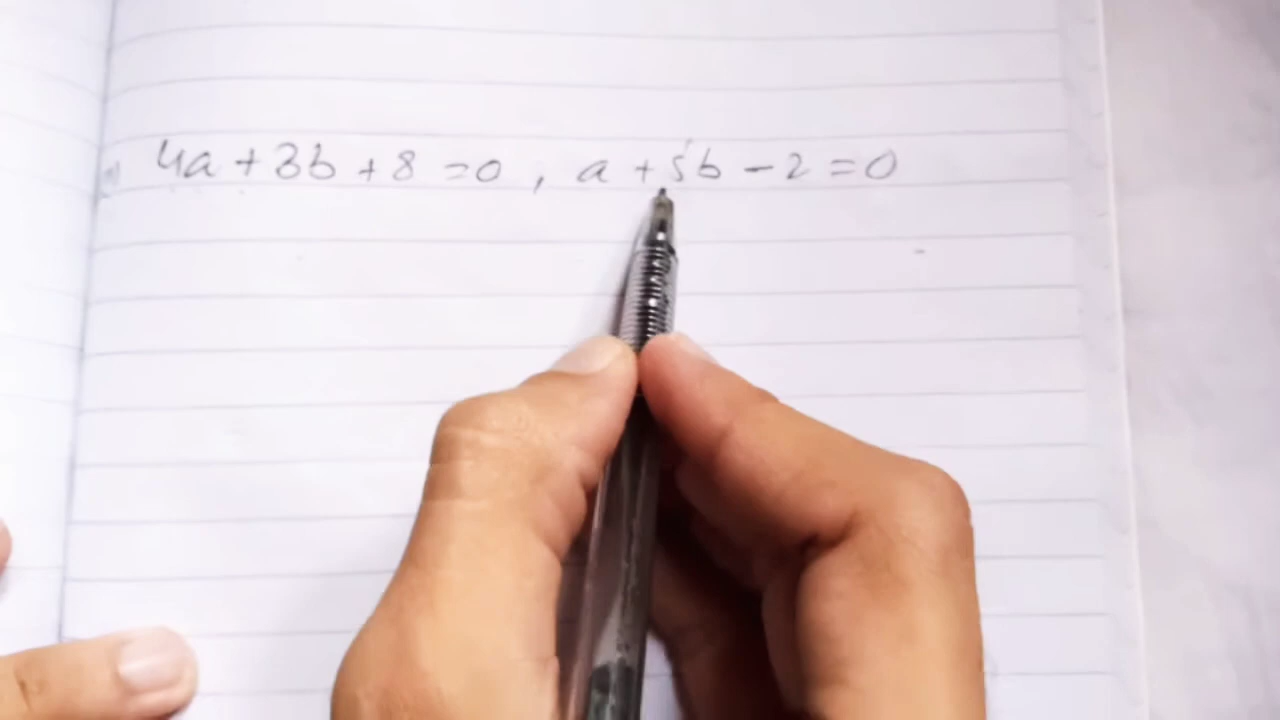 4a + 3b + 8 = 0 , a + 5b - 2 = 0